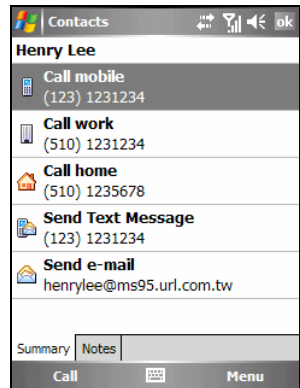 Contacts ok
Henry Lee
Call mobile
(123) 1231234
Call work
(510) 1231234
Call home
(510) 1235678
Send Text Message
(123) 1231234
Send e-mail
henrylee@ms95.url.com.tw
Summary Notes
Call Menu